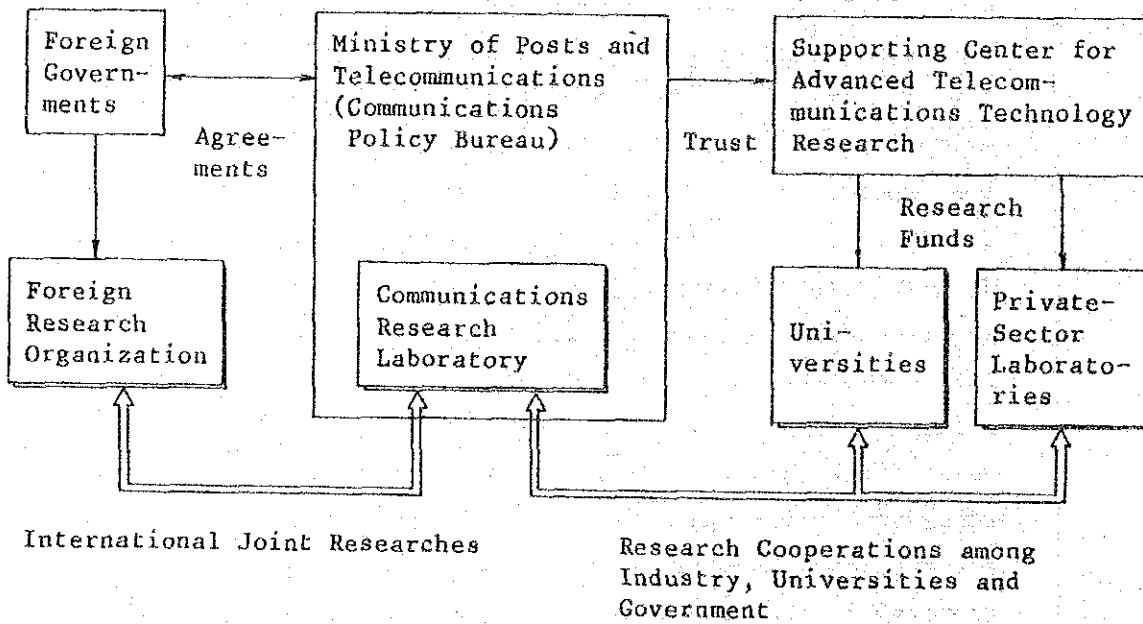 Foreign
Govern-
ments
Agree-
ments
Ministry of Posts and
Telecommunications
(Communications
Policy Bureau)
Trust
Supporting Center for
Advanced Telecom-
munications Technology
Research
Research
Funds
Foreign
Research
Organization
Communications
Research
Laboratory
Uni-
versities
Private-
Sector
Laborato-
ries
International Joint Researches
Research Cooperations among
Industry, Universities and
Government